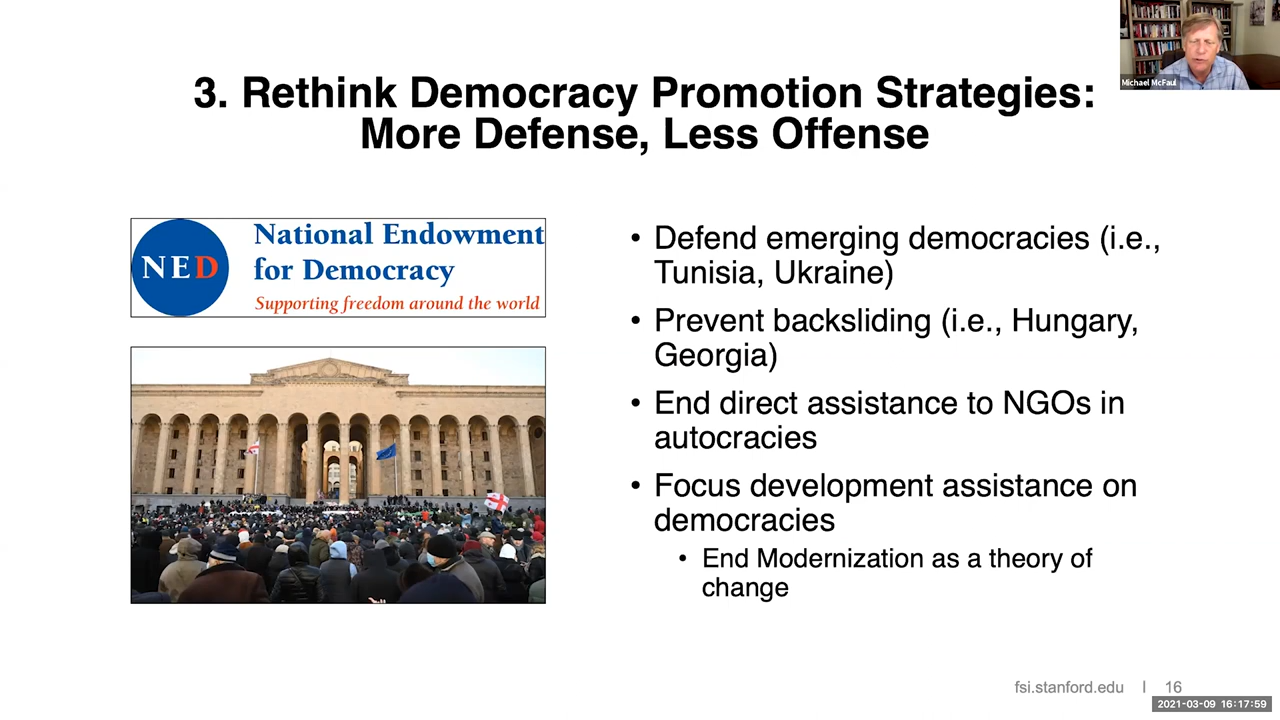 Michael McFaul
3. Rethink Democracy Promotion Strategies:
More Defense, Less Offense
NED
National Endowment
for Democracy
Supporting freedom around the world
• Defend emerging democracies (i.e.,
Tunisia, Ukraine)
• Prevent backsliding (i.e., Hungary,
Georgia)
• End direct assistance to NGOs in
autocracies
• Focus development assistance on
democracies
• End Modernization as a theory of
change
fsi.stanford.edu | 16
2021-03-09 16:17:59